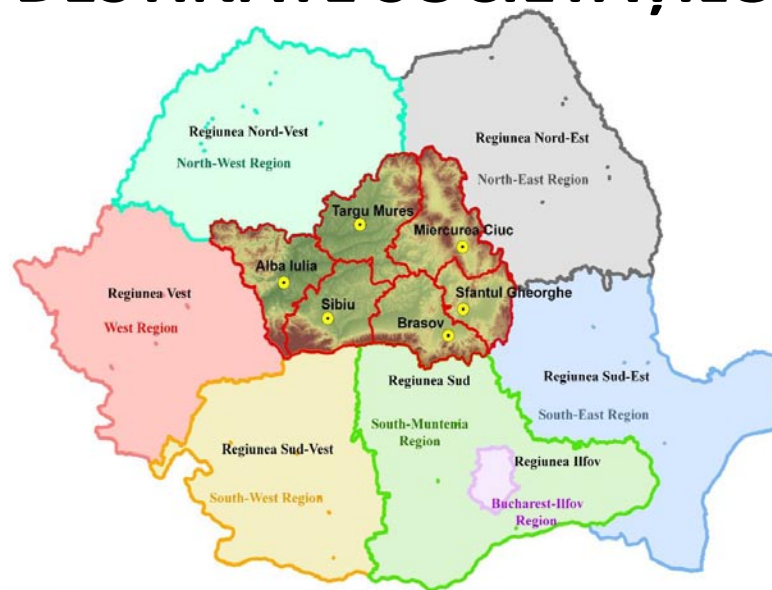 Regiunea Nord-Vest
North-West Region
Regiunea Nord-Est
North-East Region
Targu Mures
Miercurea Ciuc
Alba Iulia
Sfantul Gheorghe
Sibiu
Brasov
Regiunea Vest
West Region
Regiunea Sud
South-Muntenia
Region
Regiunea Sud-Est
South-East Region
Regiunea Sud-Vest
South-West Region
Regiunea Ilfov
Bucharest-Ilfov
Region